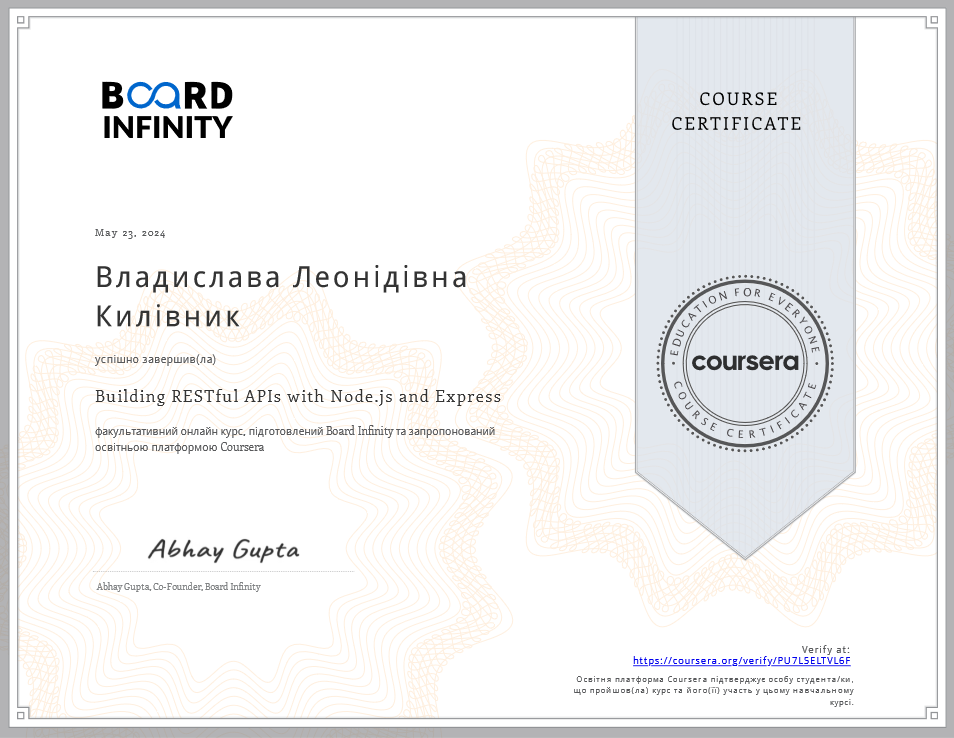 BOARD
INFINITY
COURSE
CERTIFICATE
May 23, 2024
Владислава Леонідівна
Килівник
успішно завершив(ла)
Building RESTful APIs with Node.js and Express
факультативний онлайн курс, підготовлений Board Infinity та запропонований
освітньою платформою Coursera
EDUCATION FOR EVERYONE
coursera
COURSE CERTIFICATE
Abhay Gupta
Abhay Gupta, Co-Founder, Board Infinity
Verify at:
https://coursera.org/verify/PU7L5ELTVL6F
Освітня платформа Coursera підтверджує особу студента/ки,
що пройшов(ла) курс та його(її) участь у цьому навчальному
курсі.